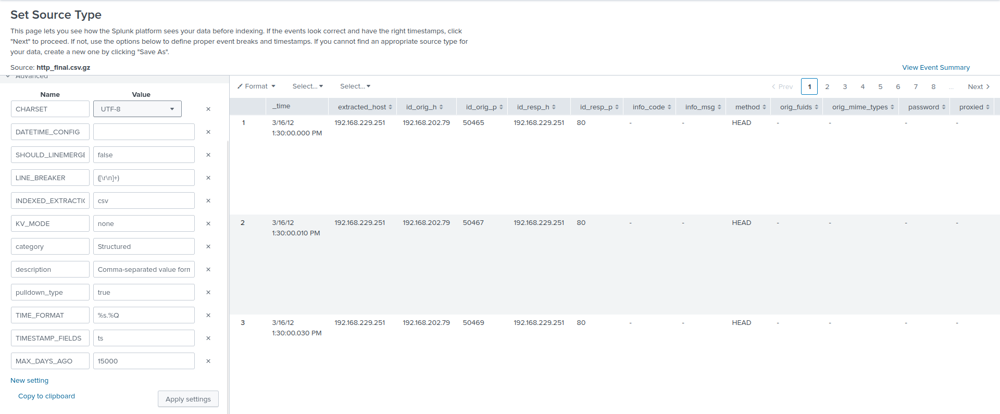 Set Source Type
This page lets you see how the Splunk platform sees your data before indexing. If the events look correct and have the right timestamps, click
"Next" to proceed. If not, use the options below to define proper event breaks and timestamps. If you cannot find an appropriate source type for
your data, create a new one by clicking "Save As".
Source: http_final.csv.gz
View Event Summary
Advanced
Name Value
CHARSET UTF-8 ×
DATETIME_CONFIG ×
SHOULD_LINEMERGE false ×
LINE_BREAKER ([\r\n]+) ×
INDEXED_EXTRACTIO csv ×
KV_MODE none ×
category Structured ×
description Comma-separated value form ×
pulldown_type true ×
TIME_FORMAT %s.%Q ×
TIMESTAMP_FIELDS ts ×
MAX_DAYS_AGO 15000 ×
New setting
Copy to clipboard Apply settings
Format Select... Select... Prev 1 2 3 4 5 6 7 8 ... Next
_time extracted_host id_orig_h id_orig_p id_resp_h id_resp_p info_code info_msg method orig_fuids orig_mime_types password proxied
1 3/16/12 192.168.229.251 192.168.202.79 50465 192.168.229.251 80 - - HEAD - - - -
1:30:00.000 PM
2 3/16/12 192.168.229.251 192.168.202.79 50467 192.168.229.251 80 - - HEAD - - - -
1:30:00.010 PM
3 3/16/12 192.168.229.251 192.168.202.79 50469 192.168.229.251 80 - - HEAD - - - -
1:30:00.030 PM